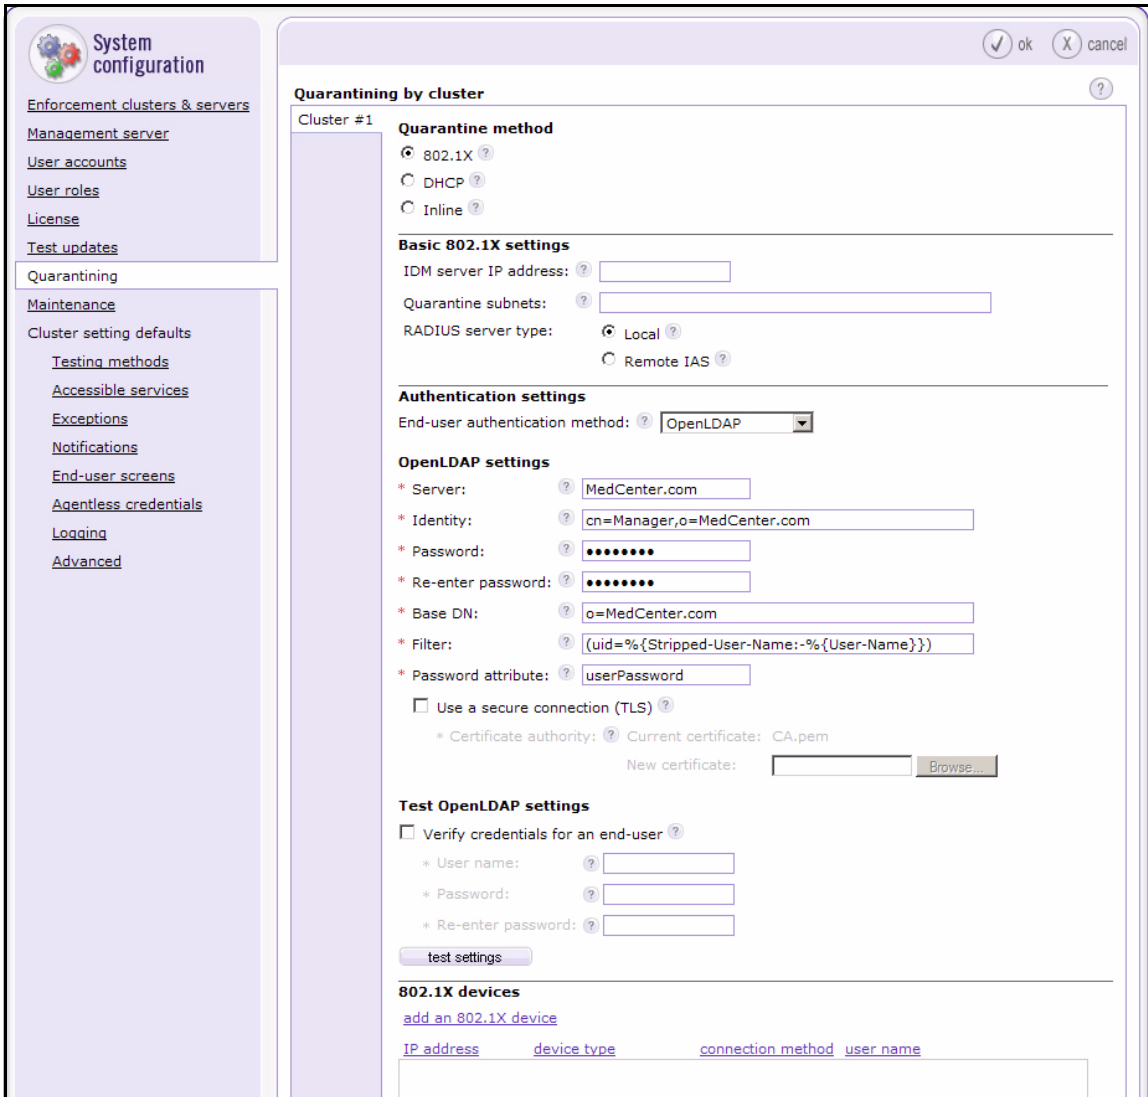 System
configuration
Enforcement clusters & servers
Management server
User accounts
User roles
License
Test updates
Quarantining
Maintenance
Cluster setting defaults
Testing methods
Accessible services
Exceptions
Notifications
End-user screens
Agentless credentials
Logging
Advanced
ok X cancel
Quarantining by cluster ?
Cluster #1
Quarantine method
802.1X ?
DHCP ?
Inline ?
Basic 802.1X settings
IDM server IP address: ?
Quarantine subnets: ?
RADIUS server type: Local ?
Remote IAS ?
Authentication settings
End-user authentication method: ? OpenLDAP
OpenLDAP settings
* Server: ? MedCenter.com
* Identity: ? cn=Manager,o=MedCenter.com
* Password: ? ••••••••
* Re-enter password: ? ••••••••
* Base DN: ? o=MedCenter.com
* Filter: ? (uid=%{Stripped-User-Name:-%{User-Name}})
* Password attribute: ? userPassword
Use a secure connection (TLS) ?
* Certificate authority: ? Current certificate: CA.pem
New certificate: Browse...
Test OpenLDAP settings
Verify credentials for an end-user ?
* User name: ?
* Password: ?
* Re-enter password: ?
test settings
802.1X devices
add an 802.1X device
IP address device type connection method user name